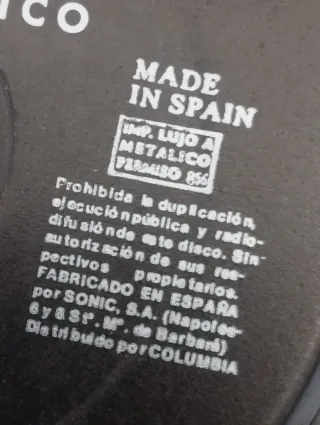 ICO
MADE
IN SPAIN
IMP. LUJO A
METALICO
PERMISO 856
Prohibida la duplicación,
ejecución pública y radio-
difusión de este disco. Sin
autorización de sus res-
pectivos propietarios.
FABRICADO EN ESPAÑA
por SONIC, S.A. (Napoles-
6 y 8 Stª. Mª. de Barbará)
Distribuido por COLUMBIA